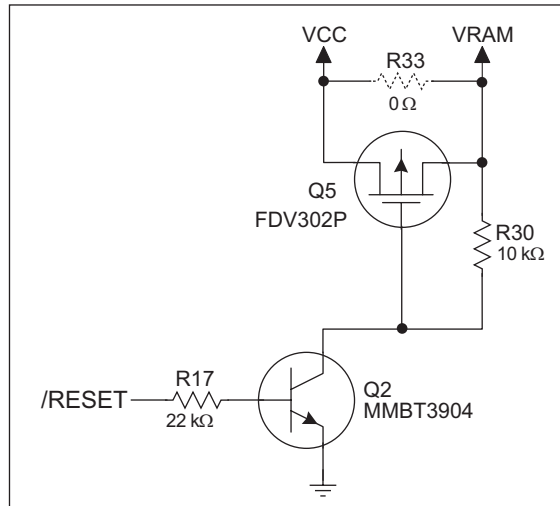 VCC
VRAM
R33
0 Ω
Q5
FDV302P
R30
10 kΩ
R17
/RESET
22 kΩ
Q2
MMBT3904